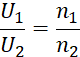 U₁/U₂ = n₁/n₂